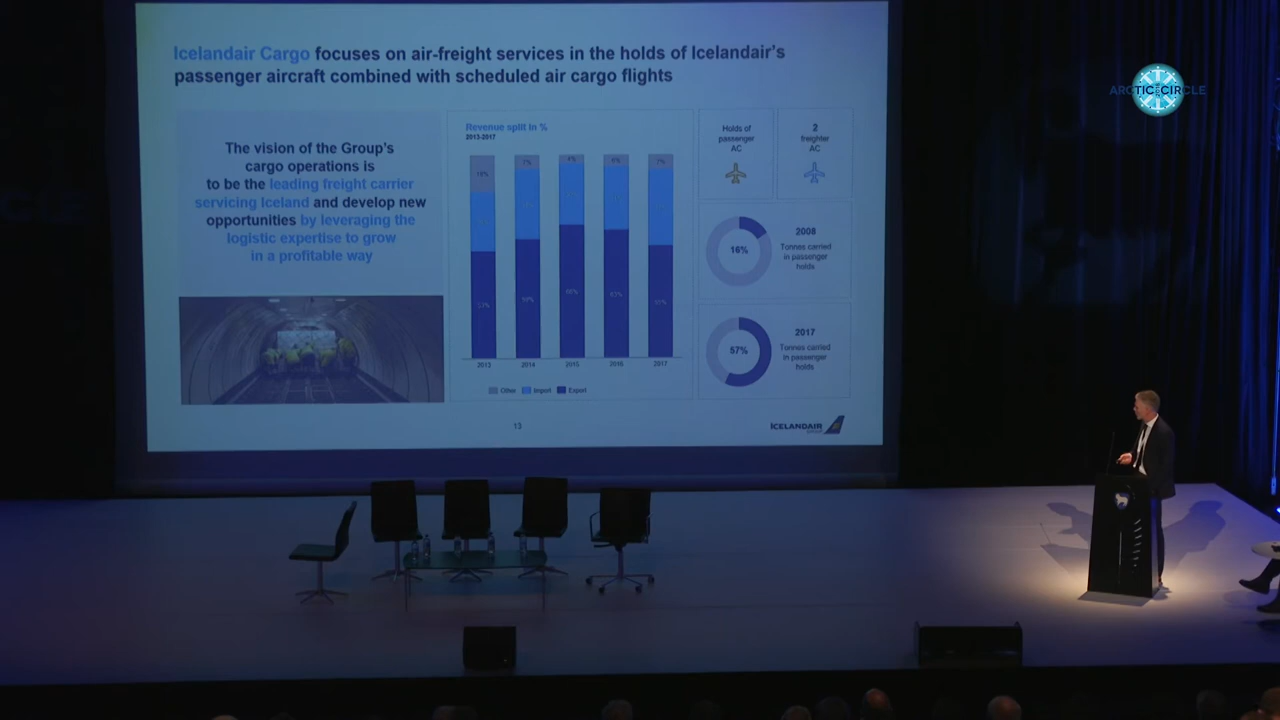 Icelandair Cargo focuses on air-freight services in the holds of Icelandair's
passenger aircraft combined with scheduled air cargo flights
The vision of the Group's
cargo operations is
to be the leading freight carrier
servicing Iceland and develop new
opportunities by leveraging the
logistic expertise to grow
in a profitable way
Revenue split in %
2013-2017
2013
2014
2015
2016
2017
Other
Import
Export
Holds of
passenger
AC
2
freighter
AC
16%
2008
Tonnes carried
in passenger
holds
57%
2017
Tonnes carried
in passenger
holds
13
ICELANDAIR
GROUP
ARCTIC CIRCLE